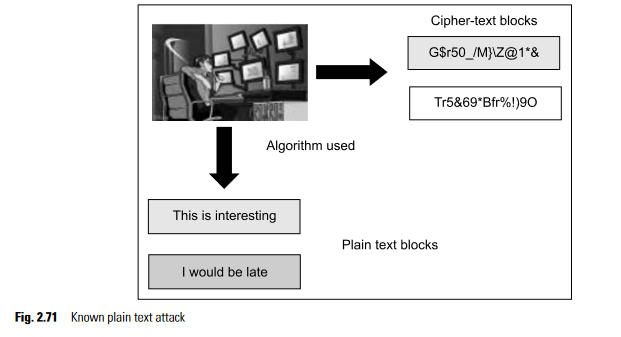 Cipher-text blocks
G$r50_/M}\Z@1*&
Tr5&69*Bfr%!)9O
Algorithm used
This is interesting
Plain text blocks
I would be late
Fig. 2.71 Known plain text attack